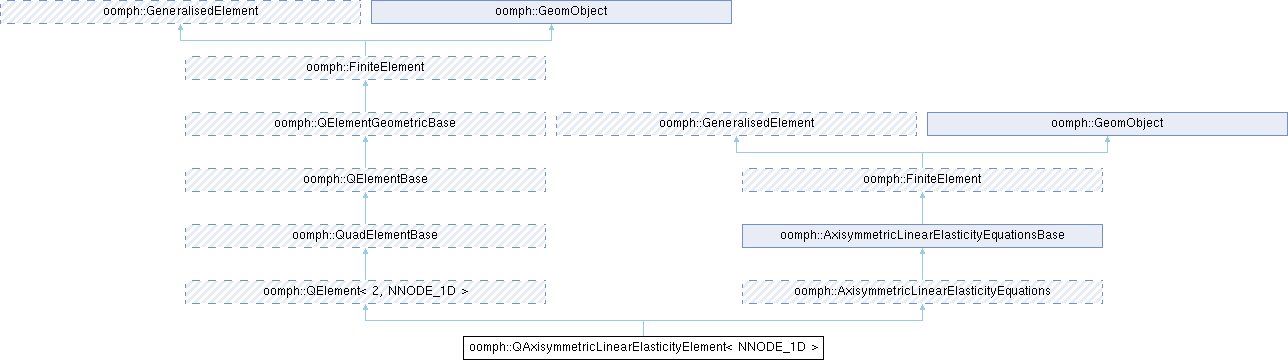 oomph::GeneralisedElement
oomph::GeomObject
oomph::FiniteElement
oomph::QElementGeometricBase
oomph::GeneralisedElement
oomph::GeomObject
oomph::QElementBase
oomph::FiniteElement
oomph::QuadElementBase
oomph::AxisymmetricLinearElasticityEquationsBase
oomph::QElement< 2, NNODE_1D >
oomph::AxisymmetricLinearElasticityEquations
oomph::QAxisymmetricLinearElasticityElement< NNODE_1D >